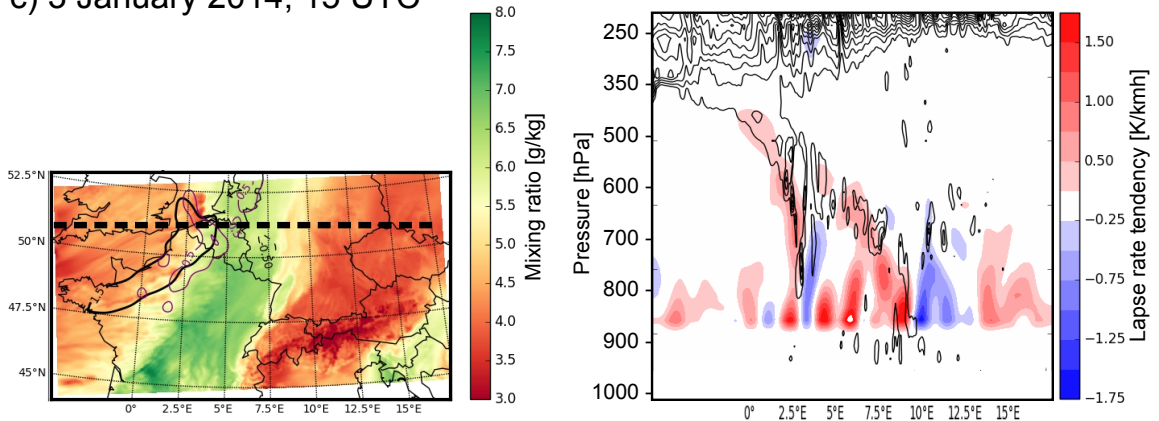 c) 3 January 2014, 15 UTC
52.5°N
50°N
47.5°N
45°N
0°
2.5°E
5°E
7.5°E
10°E
12.5°E
15°E
8.0
7.5
7.0
6.5
6.0
5.5
5.0
4.5
4.0
3.5
3.0
Mixing ratio [g/kg]
Pressure [hPa]
250
350
500
600
700
800
900
1000
0°
2.5°E
5°E
7.5°E
10°E
12.5°E
15°E
1.50
1.00
0.50
−0.25
−0.75
−1.25
−1.75
Lapse rate tendency [K/kmh]